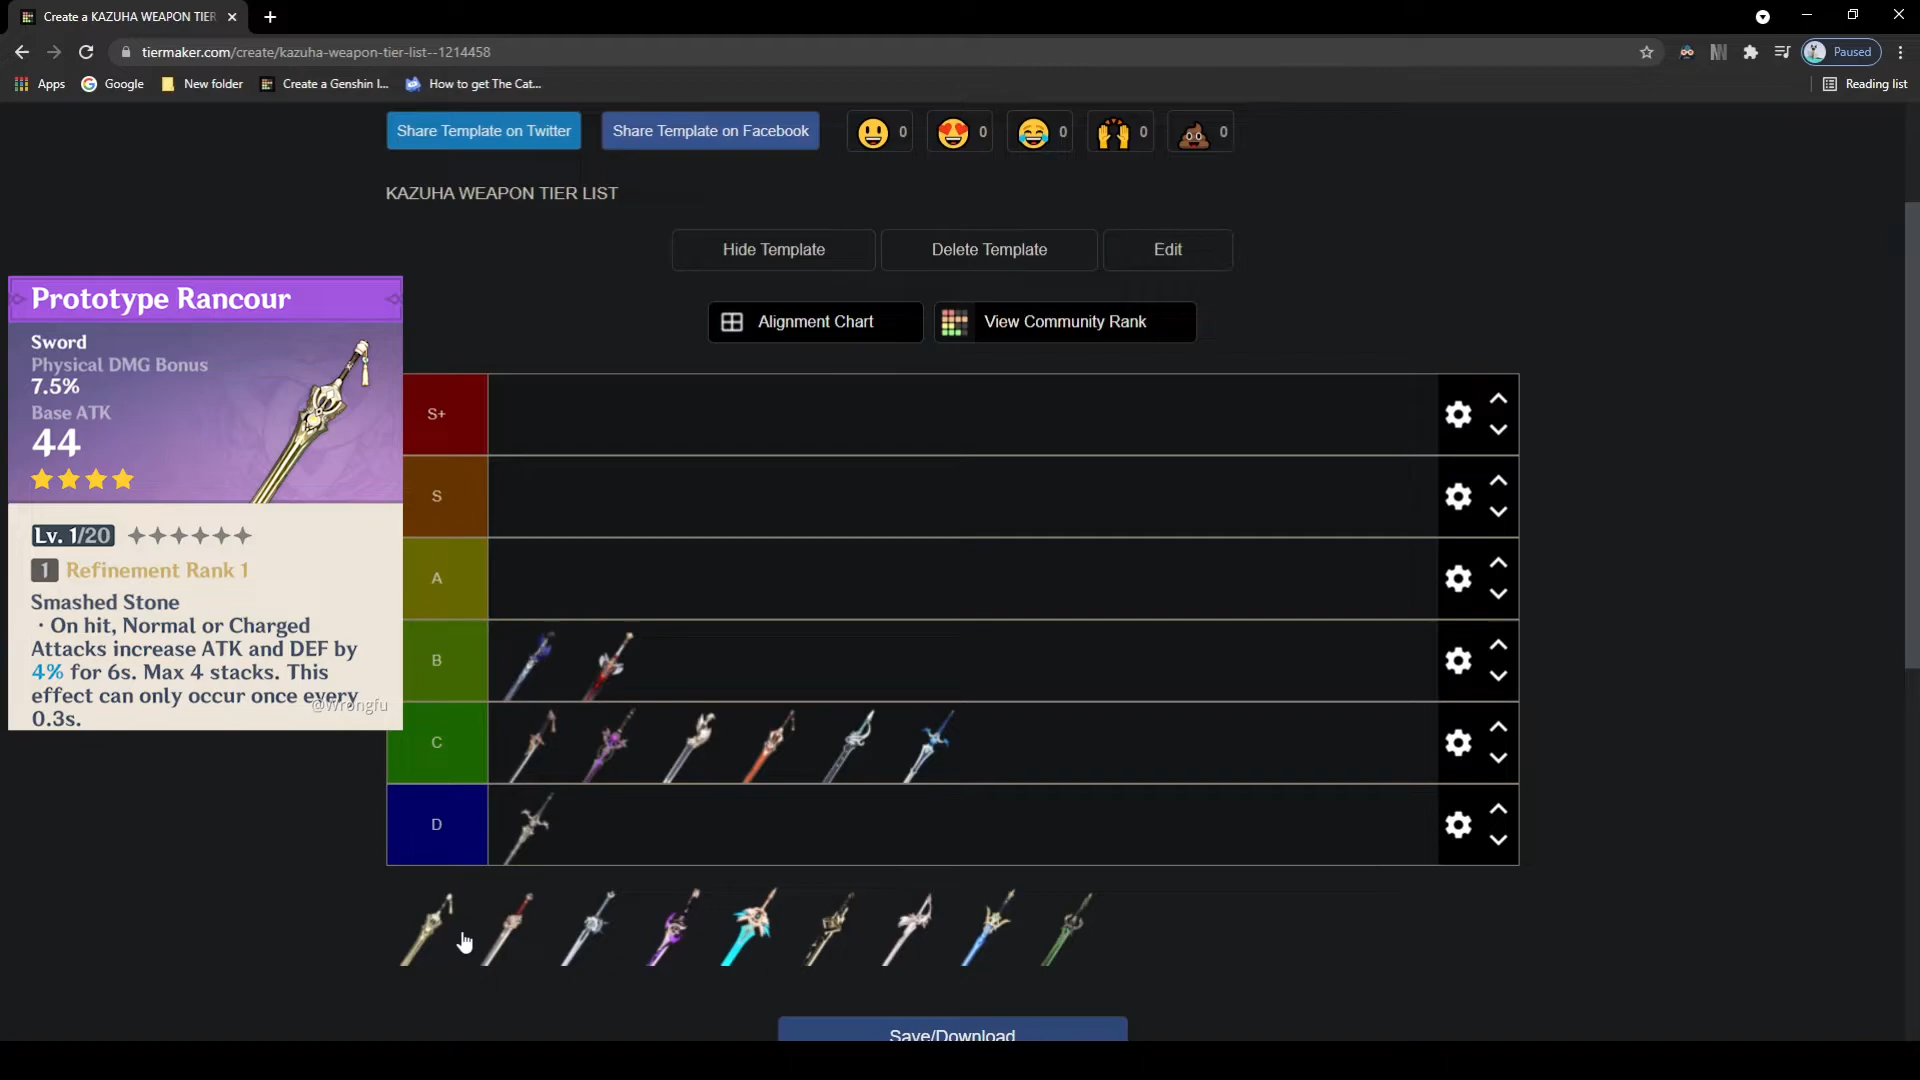 Create a KAZUHA WEAPON TIER
tiermaker.com/create/kazuha-weapon-tier-list--1214458
Paused
Apps
Google
New folder
Create a Genshin I...
How to get The Cat...
Reading list
Share Template on Twitter
Share Template on Facebook
0
0
0
0
0
KAZUHA WEAPON TIER LIST
Hide Template
Delete Template
Edit
Alignment Chart
View Community Rank
Prototype Rancour
Sword
Physical DMG Bonus
7.5%
Base ATK
44
Lv. 1/20
1 Refinement Rank 1
Smashed Stone
· On hit, Normal or Charged
Attacks increase ATK and DEF by
4% for 6s. Max 4 stacks. This
effect can only occur once every
0.3s.
@Wrongfu
S+
S
A
B
C
D
Save/Download